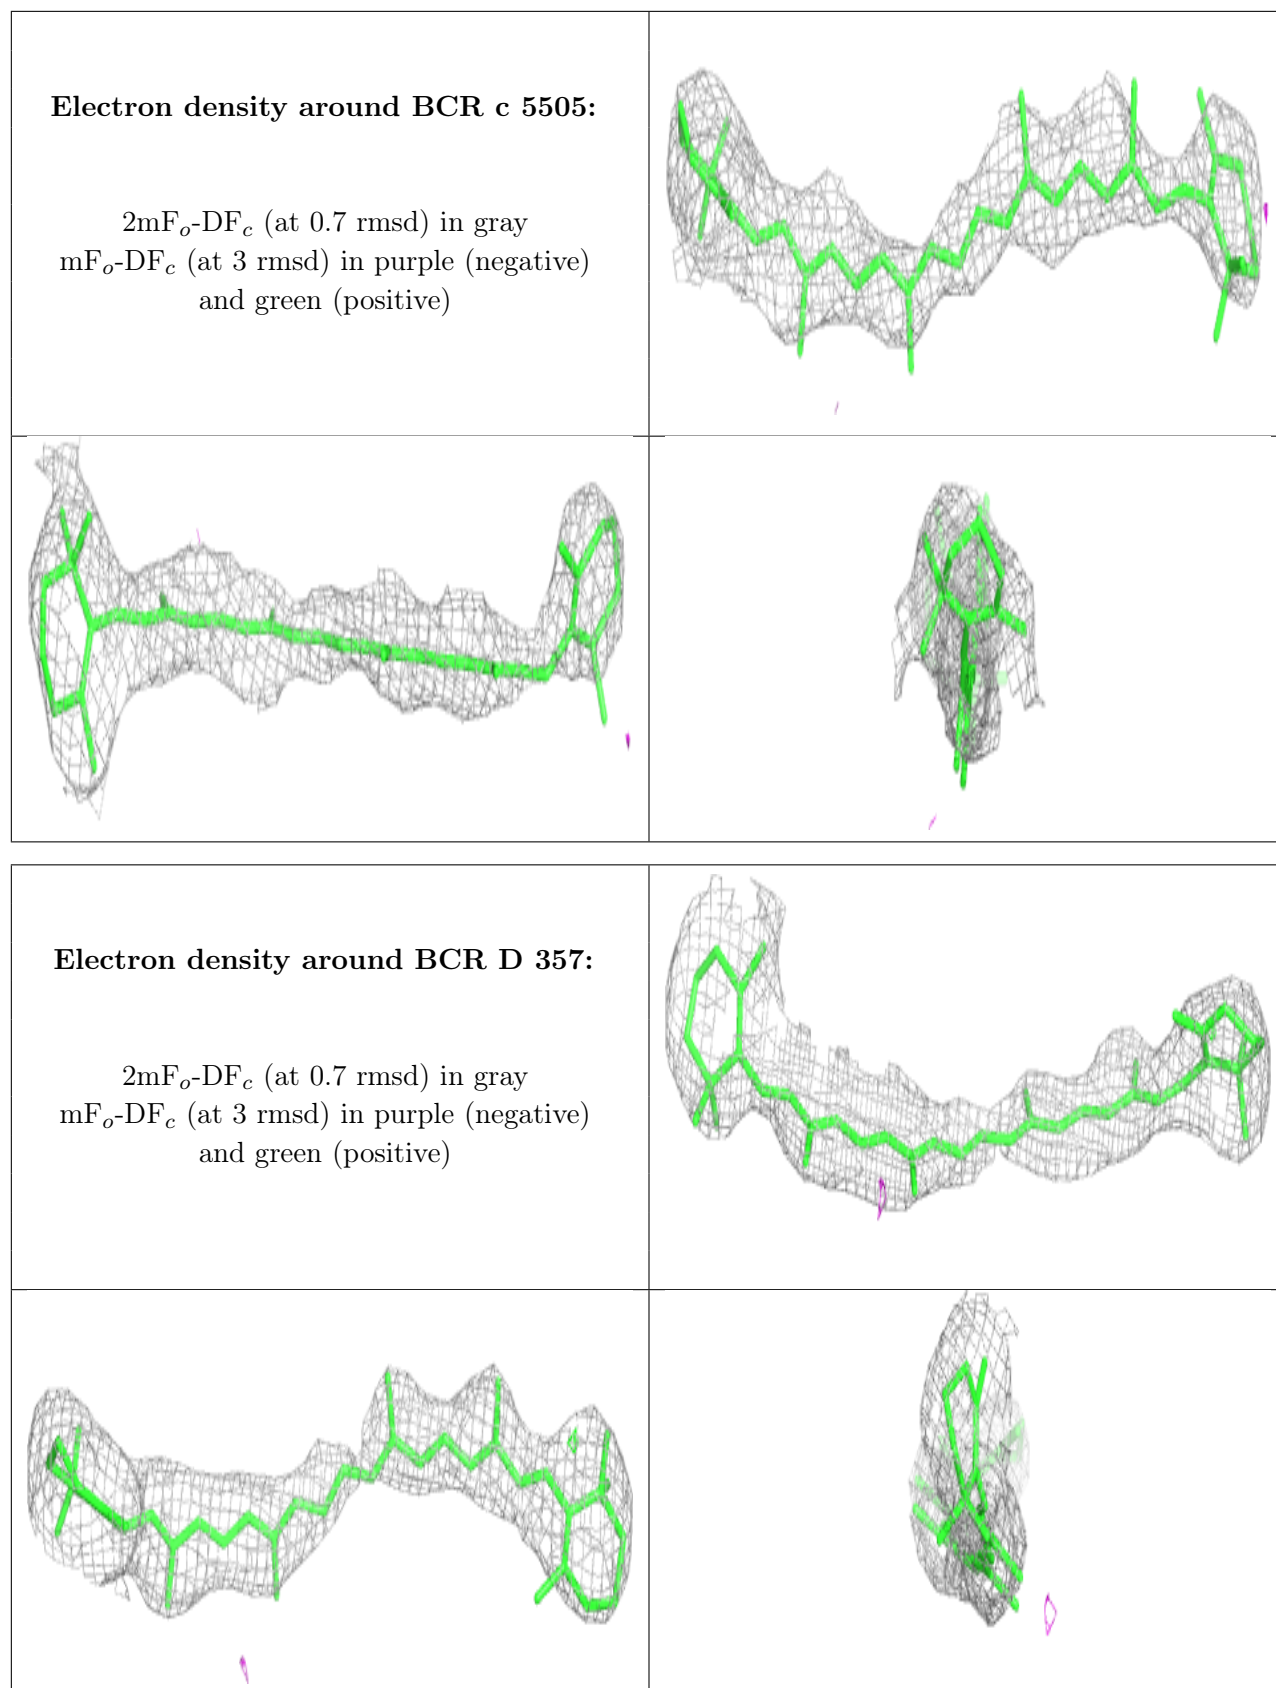 Electron density around BCR c 5505:
2mFo-DFc (at 0.7 rmsd) in gray
mFo-DFc (at 3 rmsd) in purple (negative)
and green (positive)
Electron density around BCR D 357:
2mFo-DFc (at 0.7 rmsd) in gray
mFo-DFc (at 3 rmsd) in purple (negative)
and green (positive)